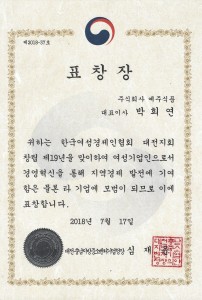 제2018-37호
표 창 장
주식회사 예주식품
대표이사 박 희 연
위하는 한국여성경제인협회 대전지회
창립 제19년을 맞이하여 여성기업인으로서
경영혁신을 통해 지역경제 발전에 기여
함은 물론 타 기업에 모범이 되므로 이에
표창합니다.
2018년 7월 17일
심 재